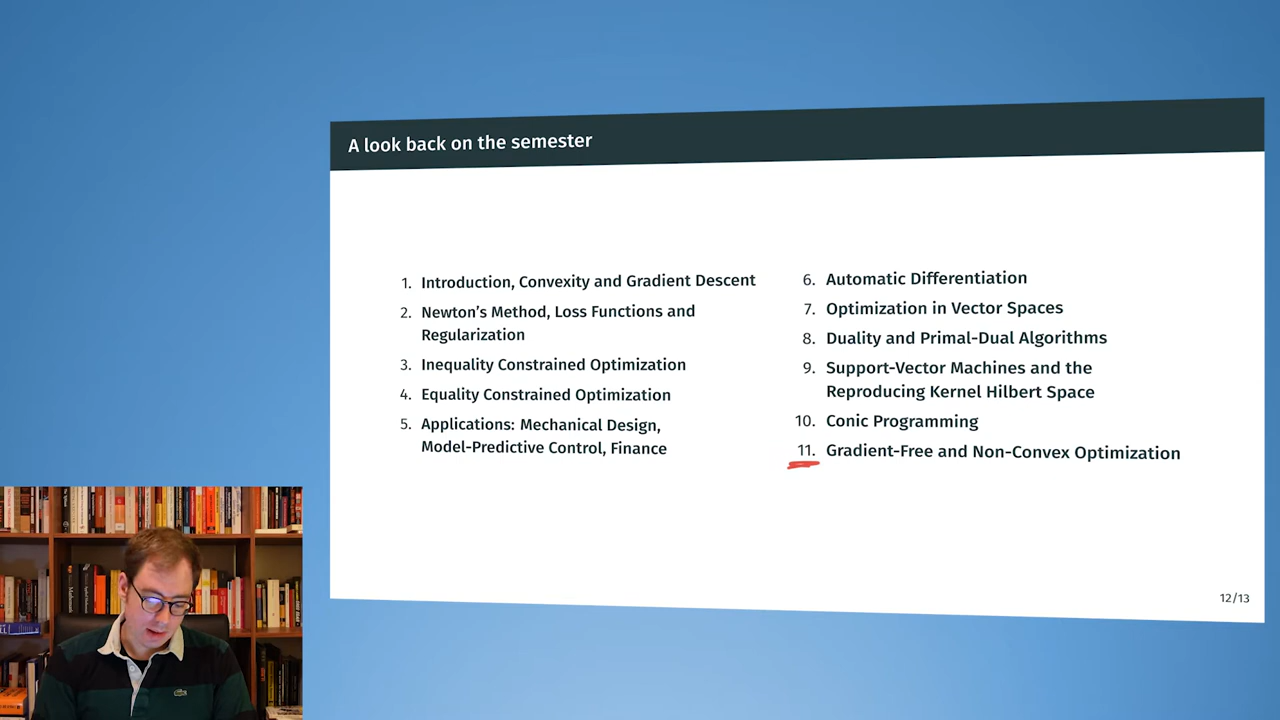 A look back on the semester
1. Introduction, Convexity and Gradient Descent
2. Newton's Method, Loss Functions and
Regularization
3. Inequality Constrained Optimization
4. Equality Constrained Optimization
5. Applications: Mechanical Design,
Model-Predictive Control, Finance
6. Automatic Differentiation
7. Optimization in Vector Spaces
8. Duality and Primal-Dual Algorithms
9. Support-Vector Machines and the
Reproducing Kernel Hilbert Space
10. Conic Programming
11. Gradient-Free and Non-Convex Optimization
12/13